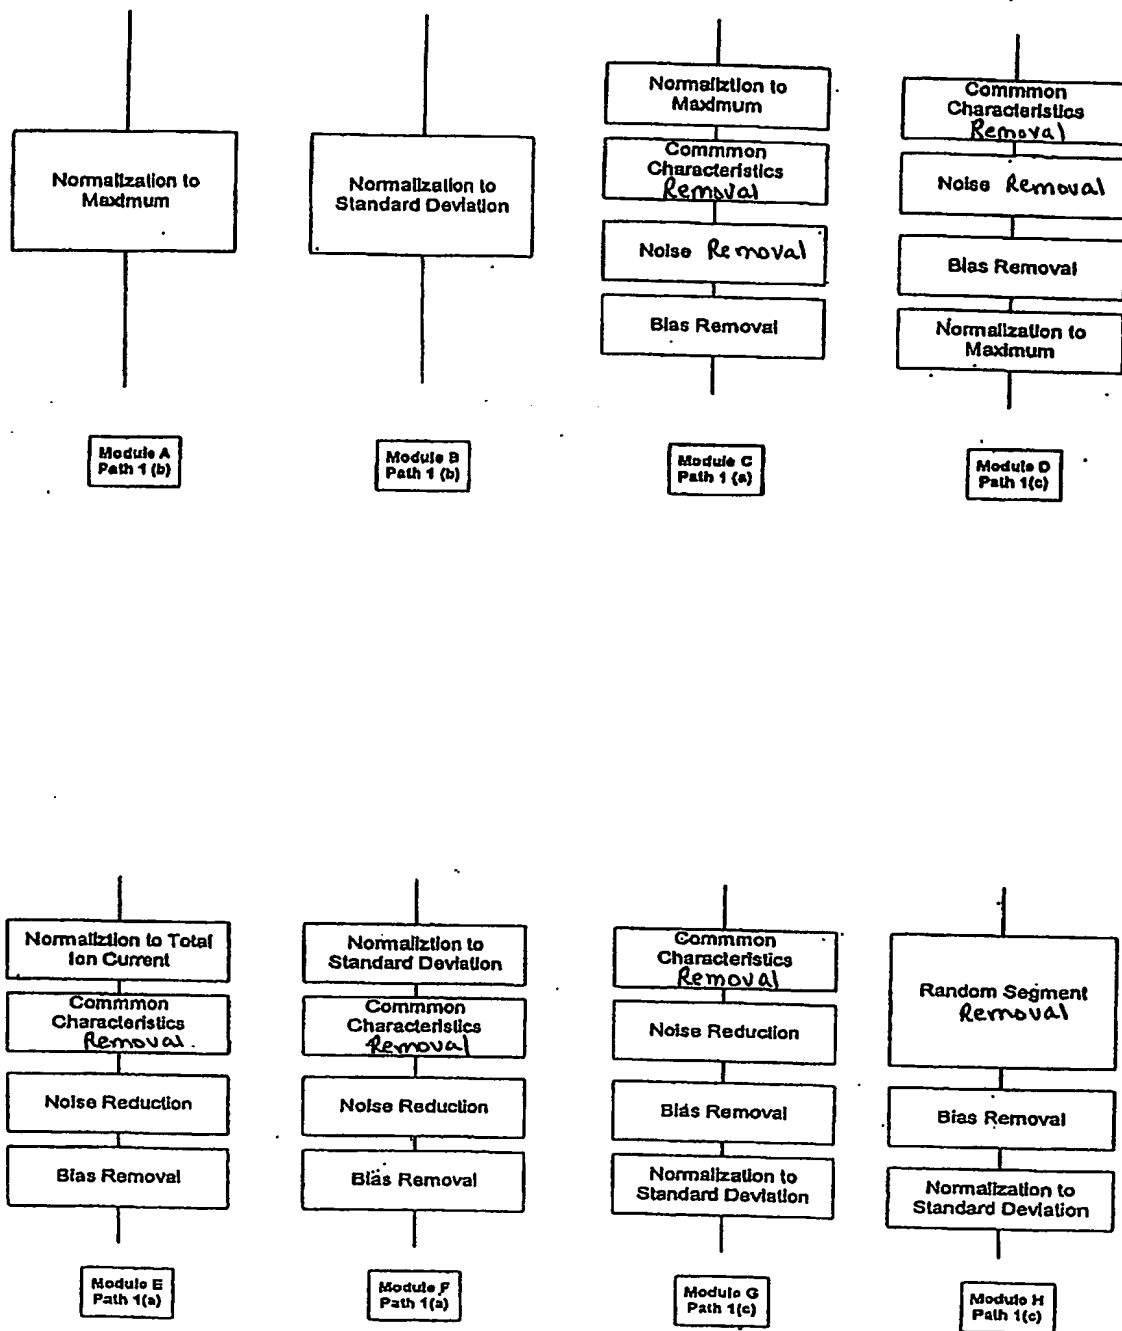 Normalization to
Maximum
Module A
Path 1 (b)
Normalization to
Standard Deviation
Module B
Path 1 (b)
Normaliztion to
Maximum
Commmon
Characteristics
Removal
Noise Removal
Bias Removal
Module C
Path 1 (a)
Commmon
Characteristics
Removal
Noise Removal
Bias Removal
Normalization to
Maximum
Module D
Path 1(c)
Normaliztion to Total
Ion Current
Commmon
Characteristics
Removal
Noise Reduction
Bias Removal
Module E
Path 1(a)
Normaliztion to
Standard Deviation
Commmon
Characteristics
Removal
Noise Reduction
Bias Removal
Module F
Path 1(a)
Commmon
Characteristics
Removal
Noise Reduction
Bias Removal
Normalization to
Standard Deviation
Module G
Path 1(c)
Random Segment
Removal
Bias Removal
Normalization to
Standard Deviation
Module H
Path 1(c)